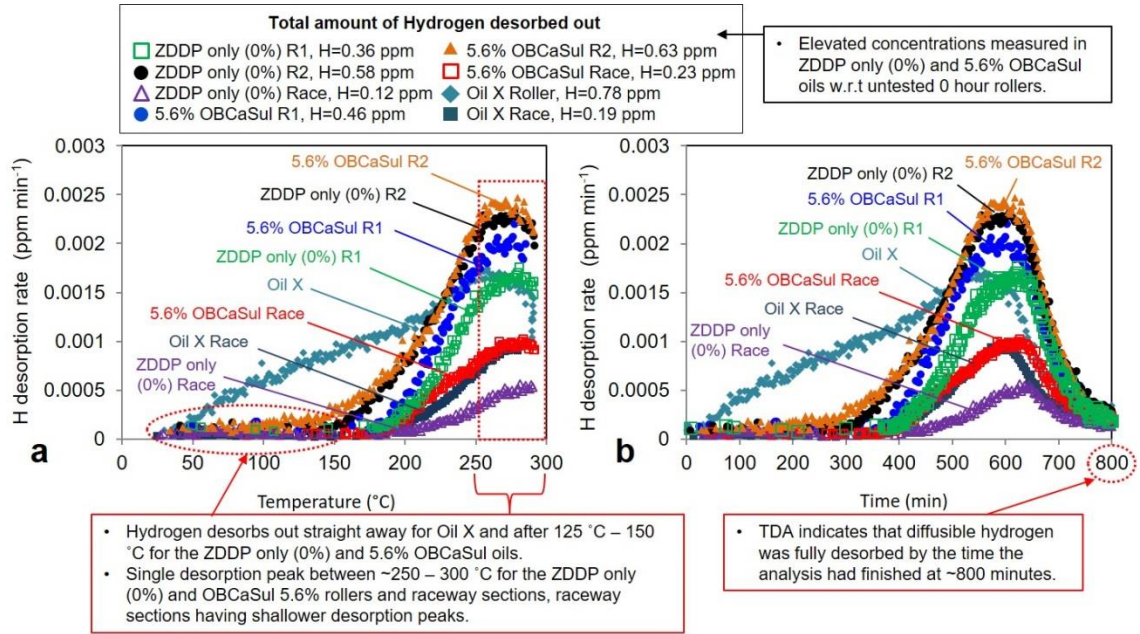 Total amount of Hydrogen desorbed out
ZDDP only (0%) R1, H=0.36 ppm
ZDDP only (0%) R2, H=0.58 ppm
ZDDP only (0%) Race, H=0.12 ppm
5.6% OBCaSul R1, H=0.46 ppm
5.6% OBCaSul R2, H=0.63 ppm
5.6% OBCaSul Race, H=0.23 ppm
Oil X Roller, H=0.78 ppm
Oil X Race, H=0.19 ppm
• Elevated concentrations measured in
ZDDP only (0%) and 5.6% OBCaSul
oils w.r.t untested 0 hour rollers.
H desorption rate (ppm min⁻¹)
0.003
0.0025
0.002
0.0015
0.001
0.0005
0
5.6% OBCaSul R2
ZDDP only (0%) R2
5.6% OBCaSul R1
ZDDP only (0%) R1
Oil X
5.6% OBCaSul Race
Oil X Race
ZDDP only
(0%) Race
a
0 50 100 150 200 250 300
Temperature (°C)
H desorption rate (ppm min⁻¹)
0.003
0.0025
0.002
0.0015
0.001
0.0005
0
5.6% OBCaSul R2
ZDDP only (0%) R2
5.6% OBCaSul R1
ZDDP only (0%) R1
Oil X
5.6% OBCaSul Race
Oil X Race
ZDDP only
(0%) Race
b
0 100 200 300 400 500 600 700 800
Time (min)
• Hydrogen desorbs out straight away for Oil X and after 125 ˚C – 150
˚C for the ZDDP only (0%) and 5.6% OBCaSul oils.
• Single desorption peak between ~250 – 300 ˚C for the ZDDP only
(0%) and OBCaSul 5.6% rollers and raceway sections, raceway
sections having shallower desorption peaks.
• TDA indicates that diffusible hydrogen
was fully desorbed by the time the
analysis had finished at ~800 minutes.